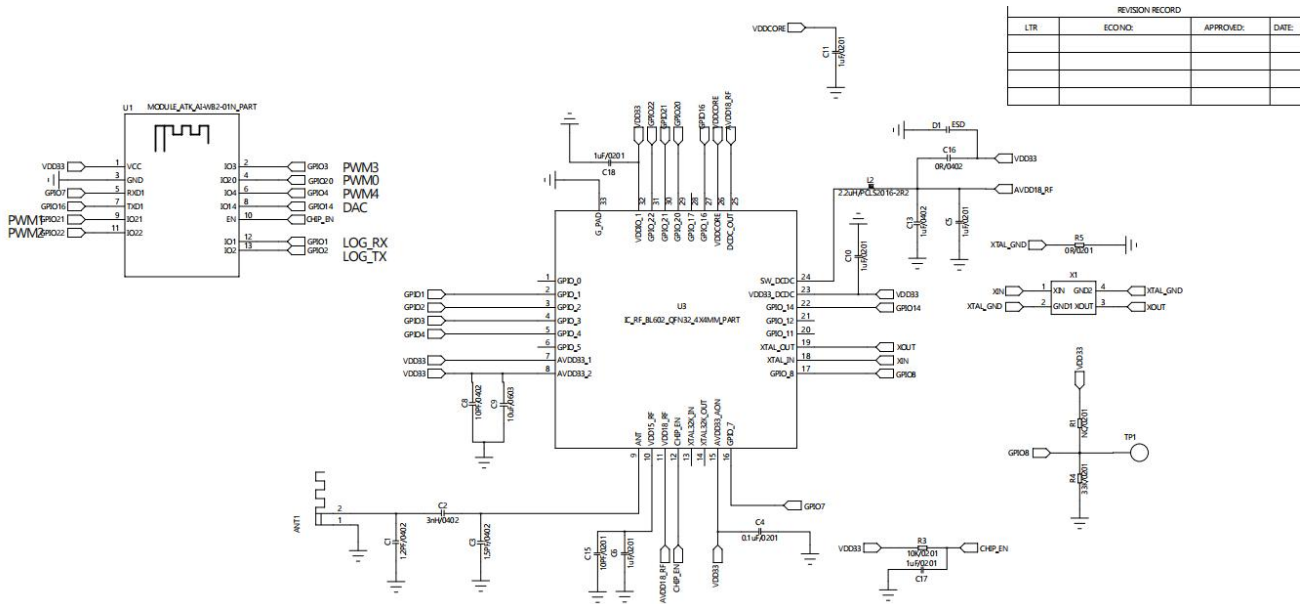 REVISION RECORD
LTR ECO NO: APPROVED: DATE:
VDDCORE
C11
1uF/0201
U1 MODULE_ATK_AI-WB2-01N_PART
VDD33 1 VCC
3 GND
GPIO7 5 RXD1
GPIO16 7 TXD1
PWM1 GPIO21 9 IO21
PWM2 GPIO22 11 IO22
IO3 2 GPIO3 PWM3
IO20 4 GPIO20 PWM0
IO4 6 GPIO4 PWM4
IO14 8 GPIO14 DAC
EN 10 CHIP_EN
IO1 12 GPIO1 LOG_RX
IO2 13 GPIO2 LOG_TX
1uF/0201
C18
VDD33
GPIO22
GPIO21
GPIO20
GPIO16
VDDCORE
AVDD18_RF
33 32 31 30 29 28 27 26 25
G_PAD
VDDIO_1
GPIO_22
GPIO_21
GPIO_20
GPIO_17
GPIO_16
VDDCORE
DCDC_OUT
U3
IC_RF_BL602_QFN32_4X4MM_PART
1 GPIO_0
GPIO1 2 GPIO_1
GPIO2 3 GPIO_2
GPIO3 4 GPIO_3
GPIO4 5 GPIO_4
6 GPIO_5
VDD33 7 AVDD33_1
VDD33 8 AVDD33_2
SW_DCDC 24
VDD33_DCDC 23 VDD33
GPIO_14 22 GPIO14
GPIO_12 21
GPIO_11 20
XTAL_OUT 19 XOUT
XTAL_IN 18 XIN
GPIO_8 17 GPIO8
ANT
VDD15_RF
VDD18_RF
CHIP_EN
XTAL32K_IN
XTAL32K_OUT
AVDD33_AON
GPIO_7
9 10 11 12 13 14 15 16
C8
10PF/0402
C9
10uF/0603
C10
1uF/0201
L2
2.2uH/PCLS2016-2R2
D1 ESD
C16
0R/0402
VDD33
AVDD18_RF
C13
1uF/0402
C5
1uF/0201
XTAL_GND R5
0R/0201
X1
XIN 1 XIN GND2 4 XTAL_GND
XTAL_GND 2 GND1 XOUT 3 XOUT
VDD33
R1
NC/0201
GPIO8
TP1
R4
33K/0201
ANT1
2
1
C2
3nH/0402
C1
1.2PF/0402
C3
1.5PF/0402
C15
10PF/0201
C6
1uF/0201
AVDD18_RF
CHIP_EN
VDD33
C4
0.1uF/0201
GPIO7
VDD33 R3 CHIP_EN
10K/0201
1uF/0201
C17